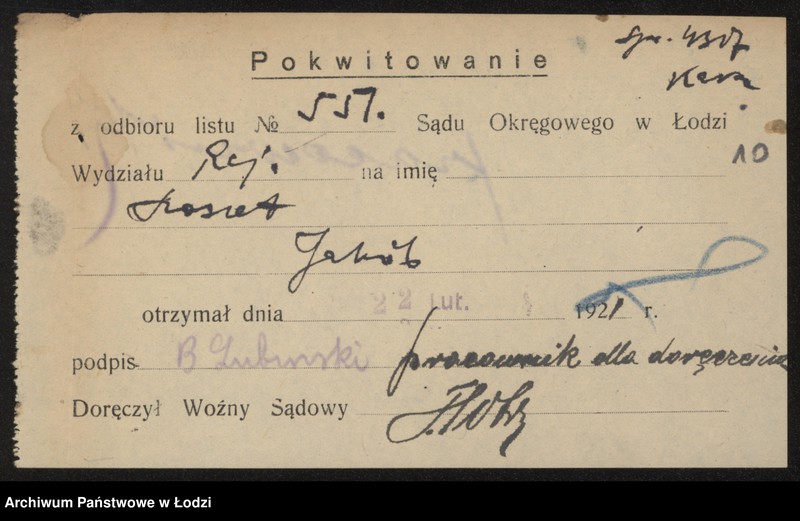 Pokwitowanie
z odbioru listu № 557. Sądu Okręgowego w Łodzi
10
Wydziału Rej. na imię
Jakób
otrzymał dnia 22 Lut. 1921 r.
podpis B Lubinski pracownik dla doręczenia
Doręczył Woźny Sądowy
Archiwum Państwowe w Łodzi